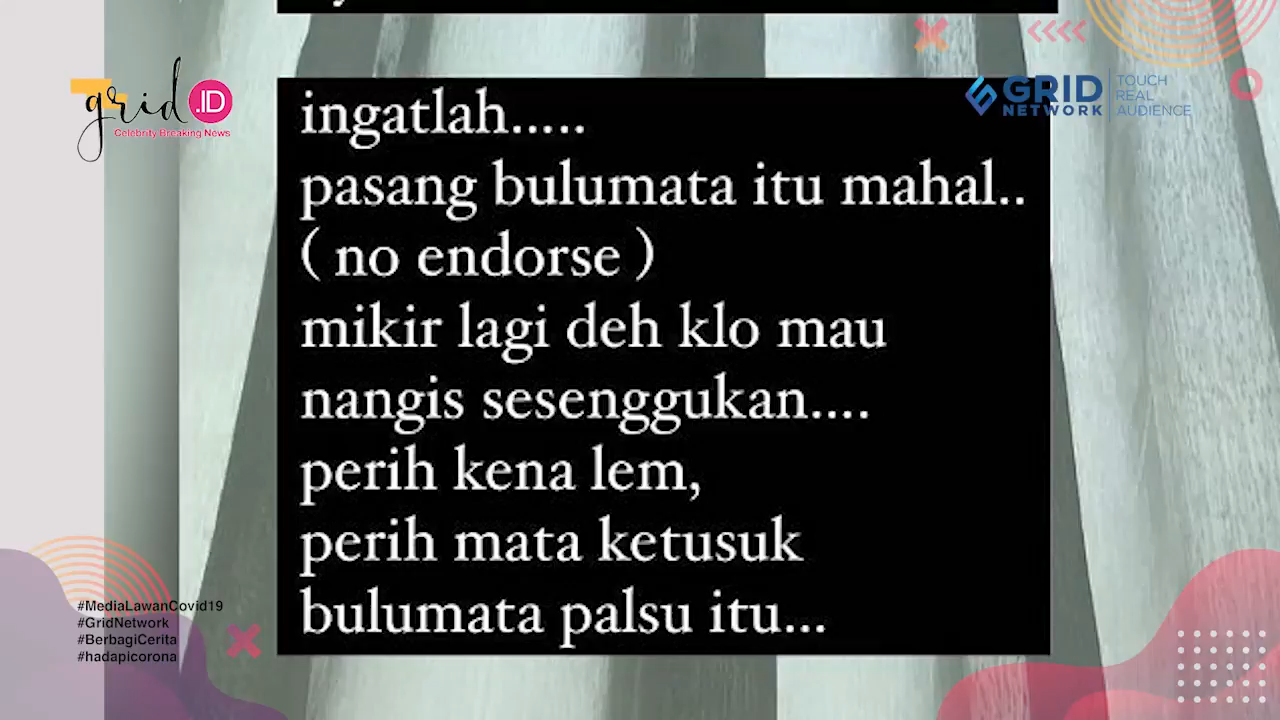 grid .ID
Celebrity Breaking News
GRID NETWORK
TOUCH
REAL
AUDIENCE
ingatlah.....
pasang bulumata itu mahal..
( no endorse )
mikir lagi deh klo mau
nangis sesenggukan....
perih kena lem,
perih mata ketusuk
bulumata palsu itu...
#MediaLawanCovid19
#GridNetwork
#BerbagiCerita
#hadapicorona